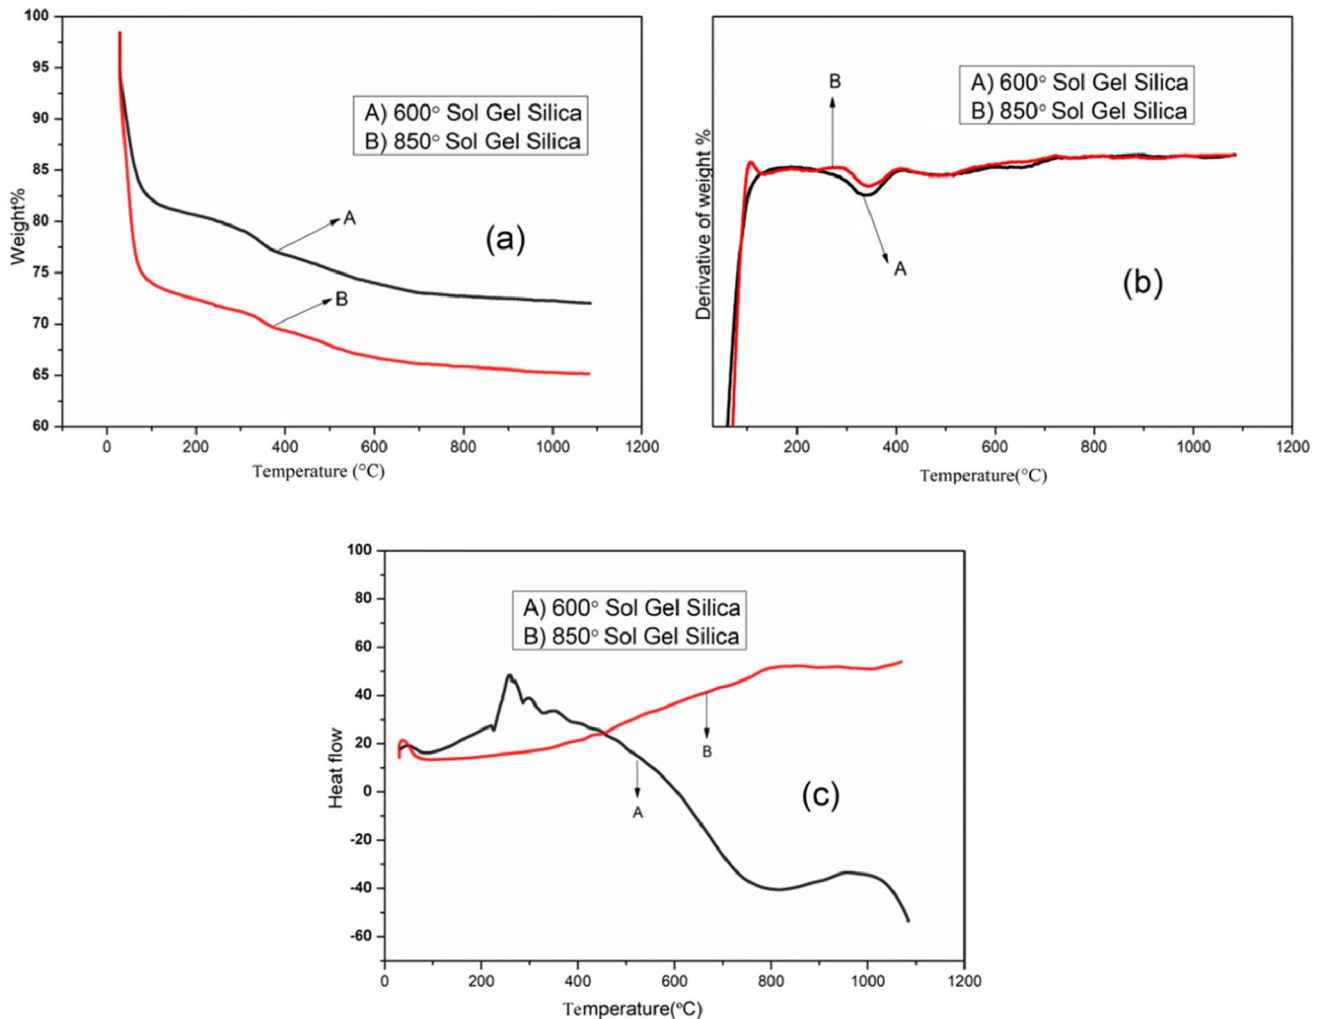 100
95
90
85
80
75
70
65
60
Weight%
A) 600° Sol Gel Silica
B) 850° Sol Gel Silica
A
(a)
B
0 200 400 600 800 1000 1200
Temperature (°C)
Derivative of weight %
B
A) 600° Sol Gel Silica
B) 850° Sol Gel Silica
A
(b)
200 400 600 800 1000 1200
Temperature(°C)
100
80
60
40
20
0
-20
-40
-60
Heat flow
A) 600° Sol Gel Silica
B) 850° Sol Gel Silica
B
A
(c)
0 200 400 600 800 1000 1200
Temperature(°C)